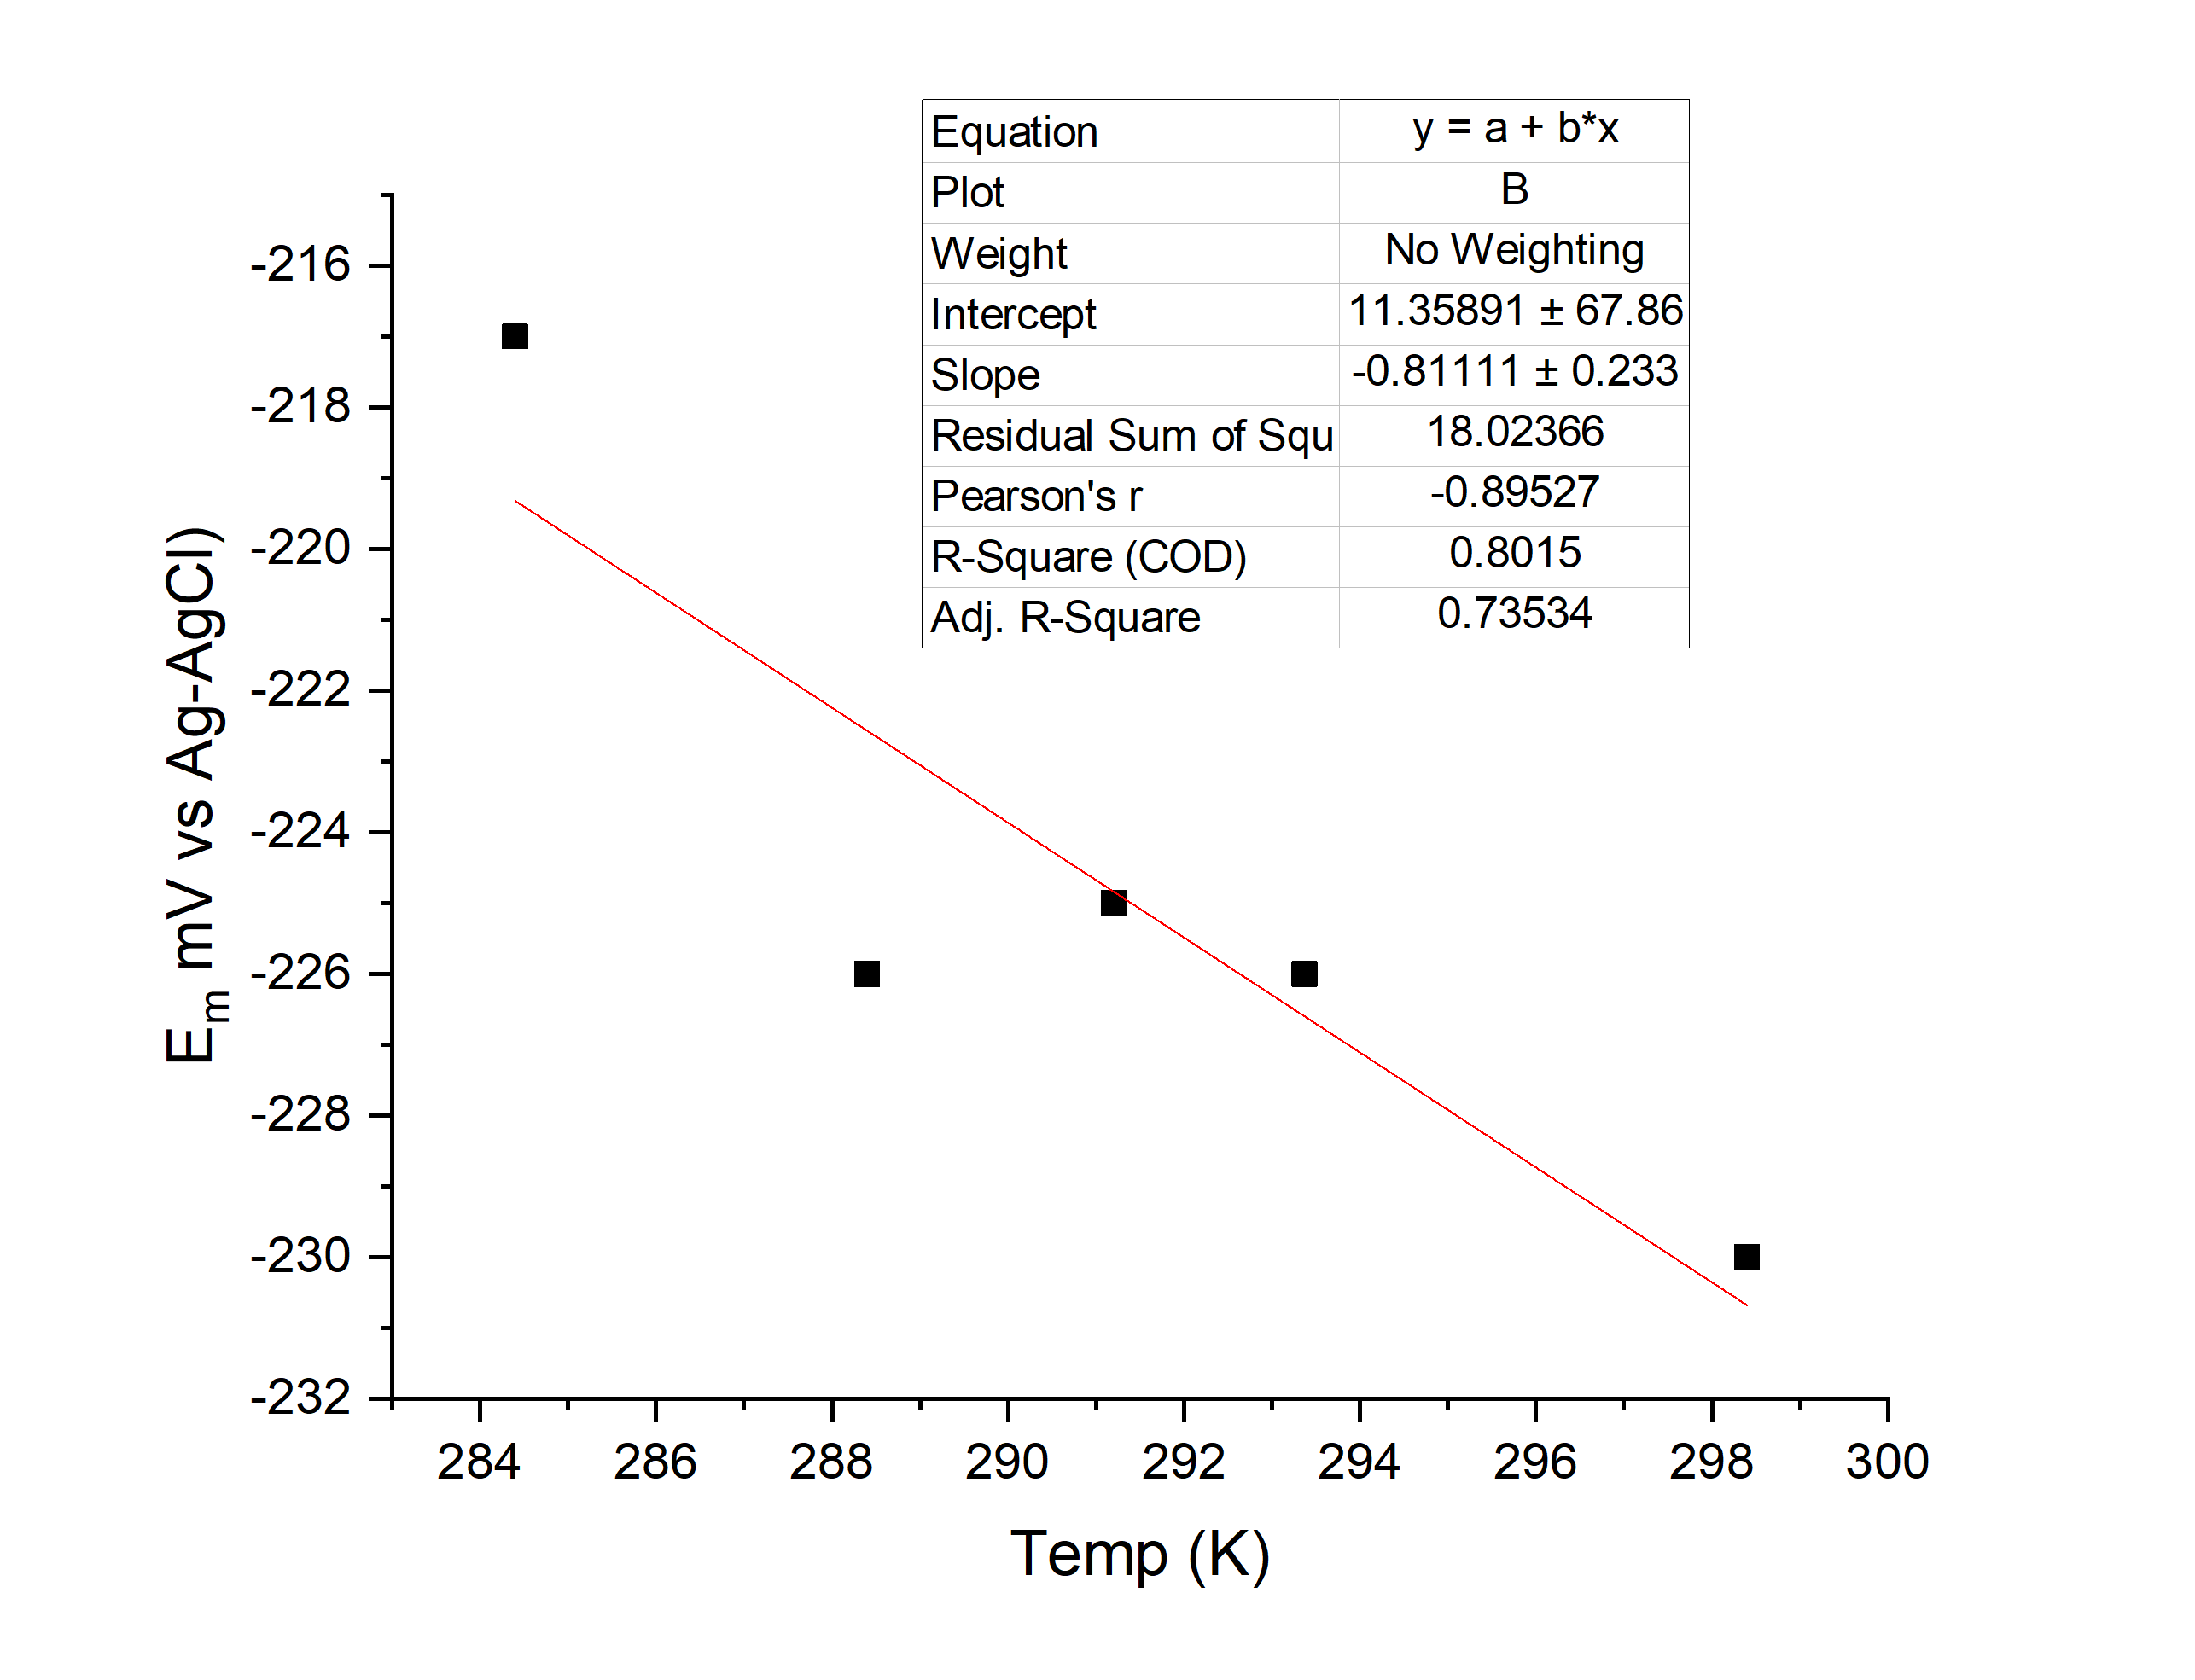 Equation y = a + b*x
Plot B
Weight No Weighting
Intercept 11.35891 ± 67.86
Slope -0.81111 ± 0.233
Residual Sum of Squ 18.02366
Pearson's r -0.89527
R-Square (COD) 0.8015
Adj. R-Square 0.73534
-216
-218
-220
-222
-224
-226
-228
-230
-232
Em mV vs Ag-AgCl)
284 286 288 290 292 294 296 298 300
Temp (K)